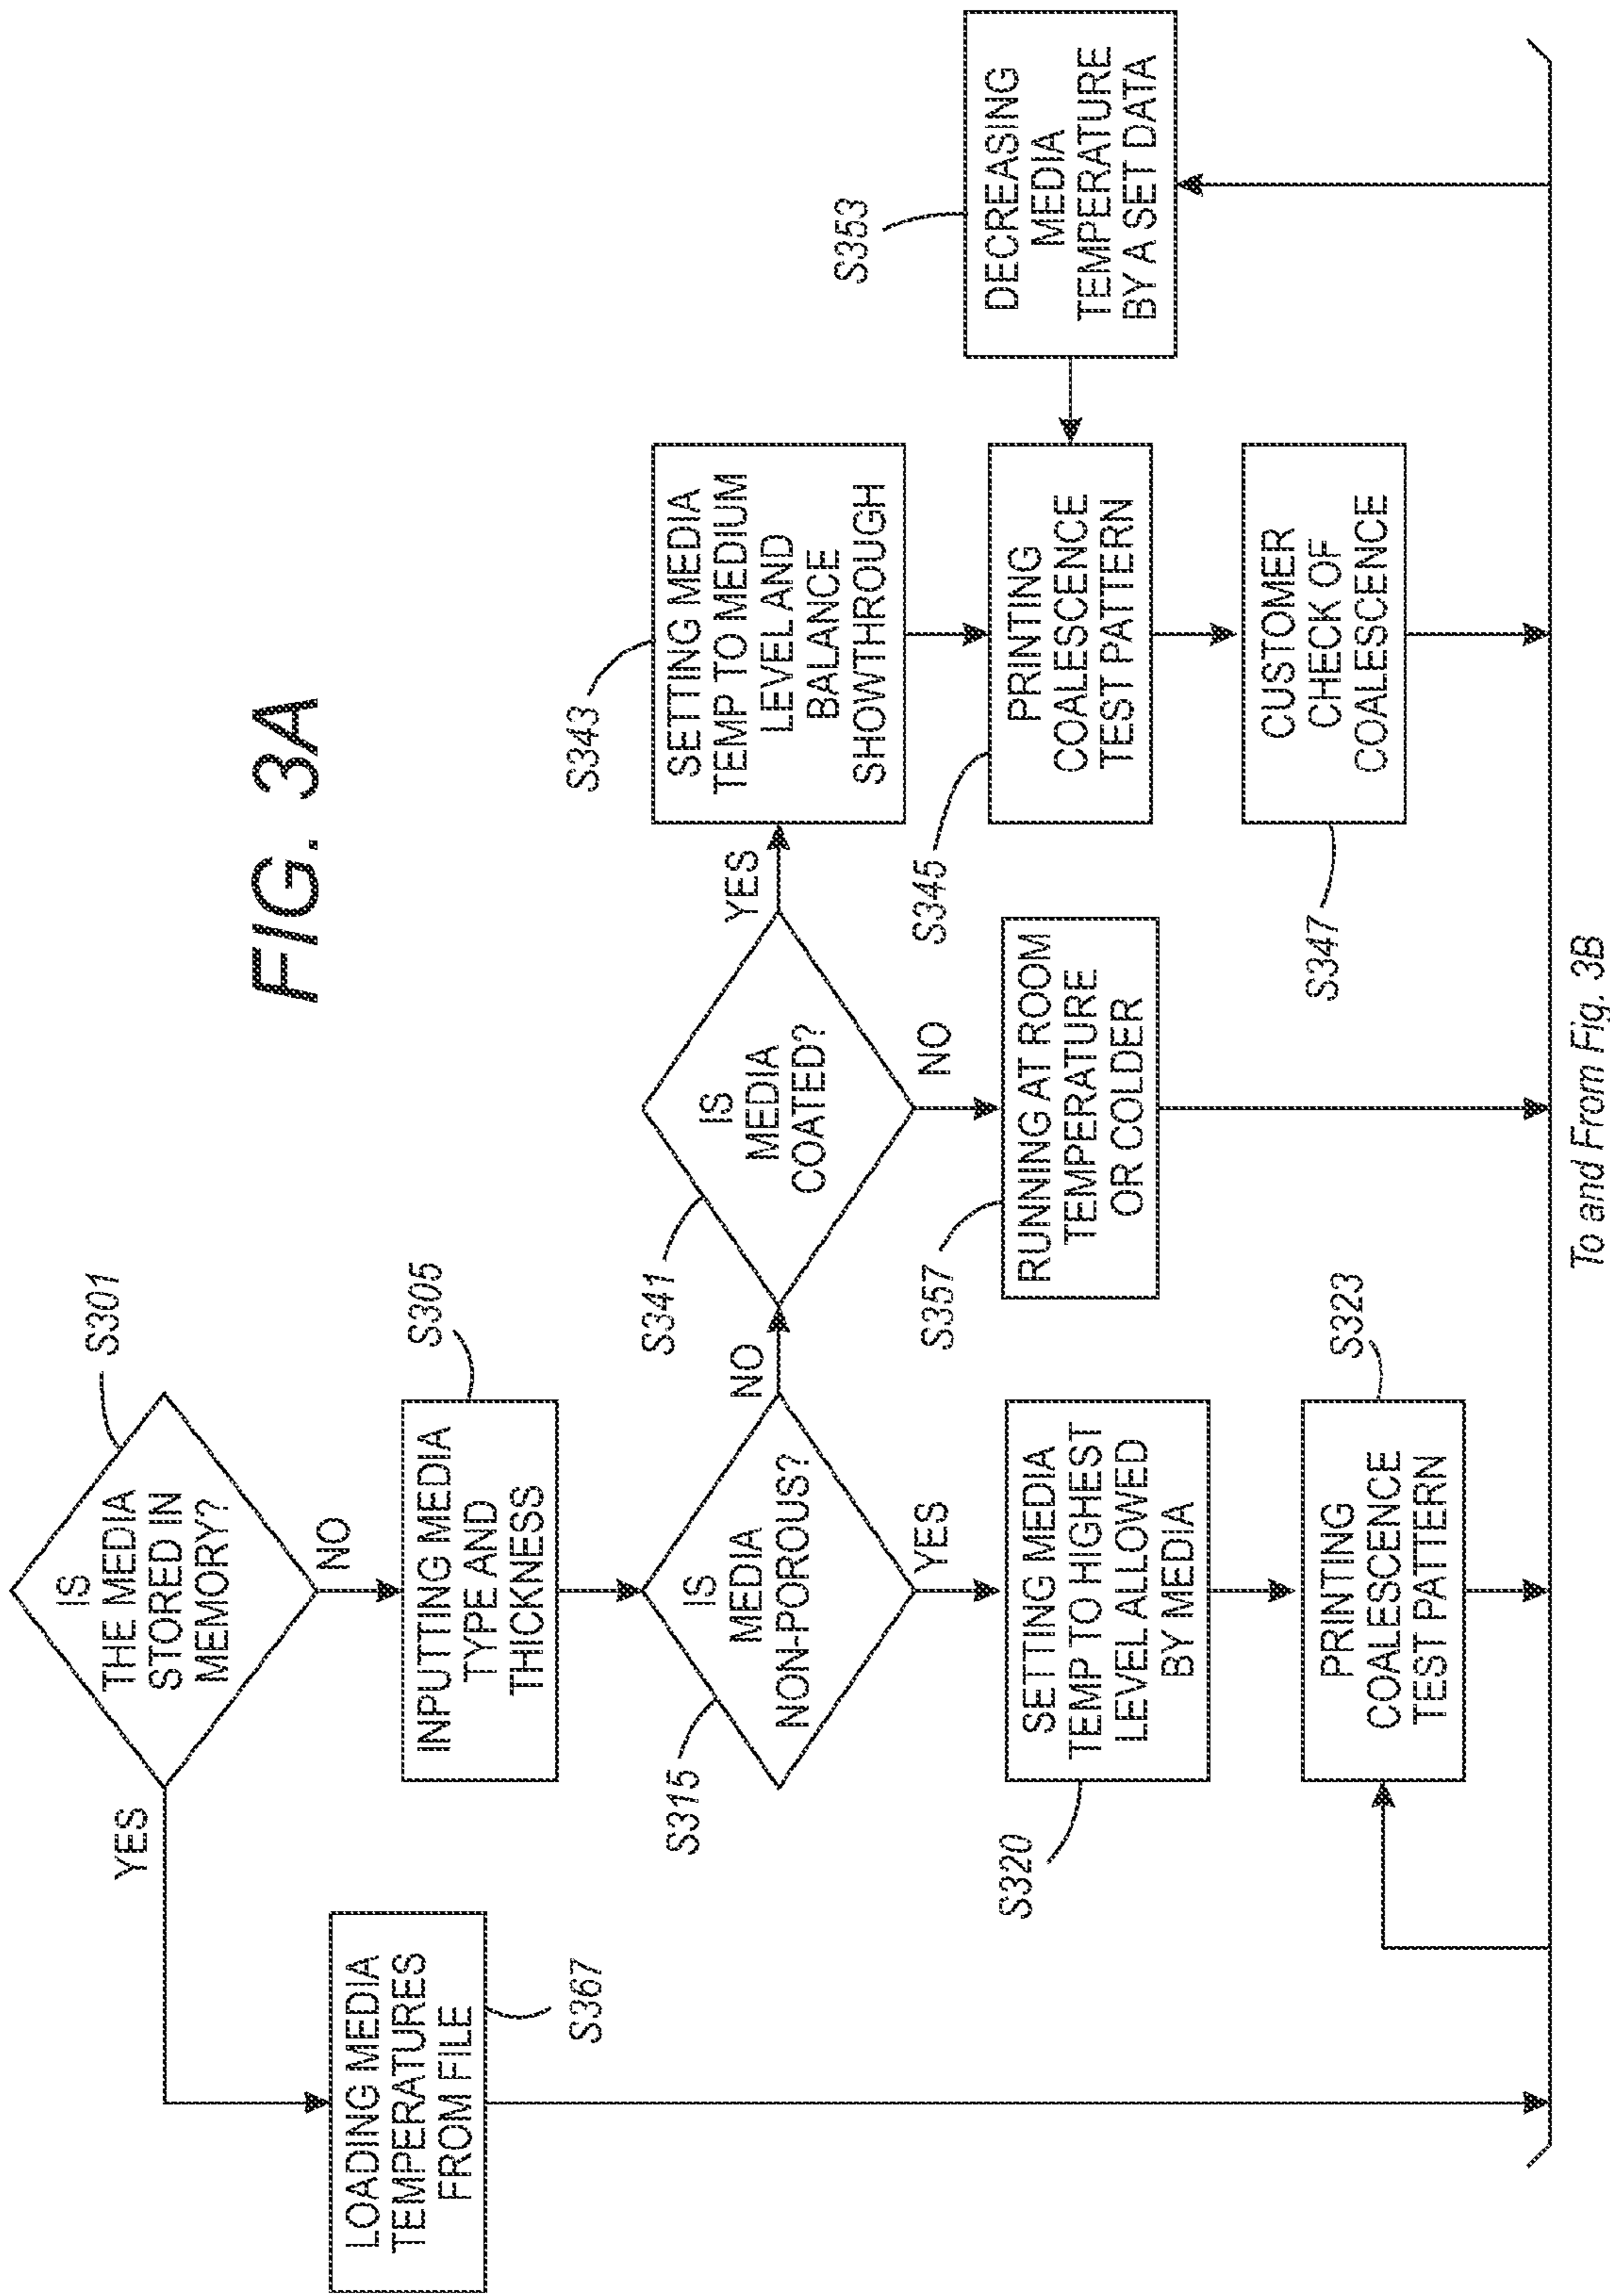 FIG. 3A
S301
IS
THE MEDIA
STORED IN
MEMORY?
YES
NO
LOADING MEDIA
TEMPERATURES
FROM FILE
S367
INPUTTING MEDIA
TYPE AND
THICKNESS
S305
IS
MEDIA
NON-POROUS?
S315
NO
YES
IS
MEDIA
COATED?
S341
YES
NO
SETTING MEDIA
TEMP TO MEDIUM
LEVEL AND
BALANCE
SHOWTHROUGH
S343
DECREASING
MEDIA
TEMPERATURE
BY A SET DATA
S353
SETTING MEDIA
TEMP TO HIGHEST
LEVEL ALLOWED
BY MEDIA
S320
RUNNING AT ROOM
TEMPERATURE
OR COLDER
S357
PRINTING
COALESCENCE
TEST PATTERN
S345
PRINTING
COALESCENCE
TEST PATTERN
S323
CUSTOMER
CHECK OF
COALESCENCE
S347
To and From Fig. 3B